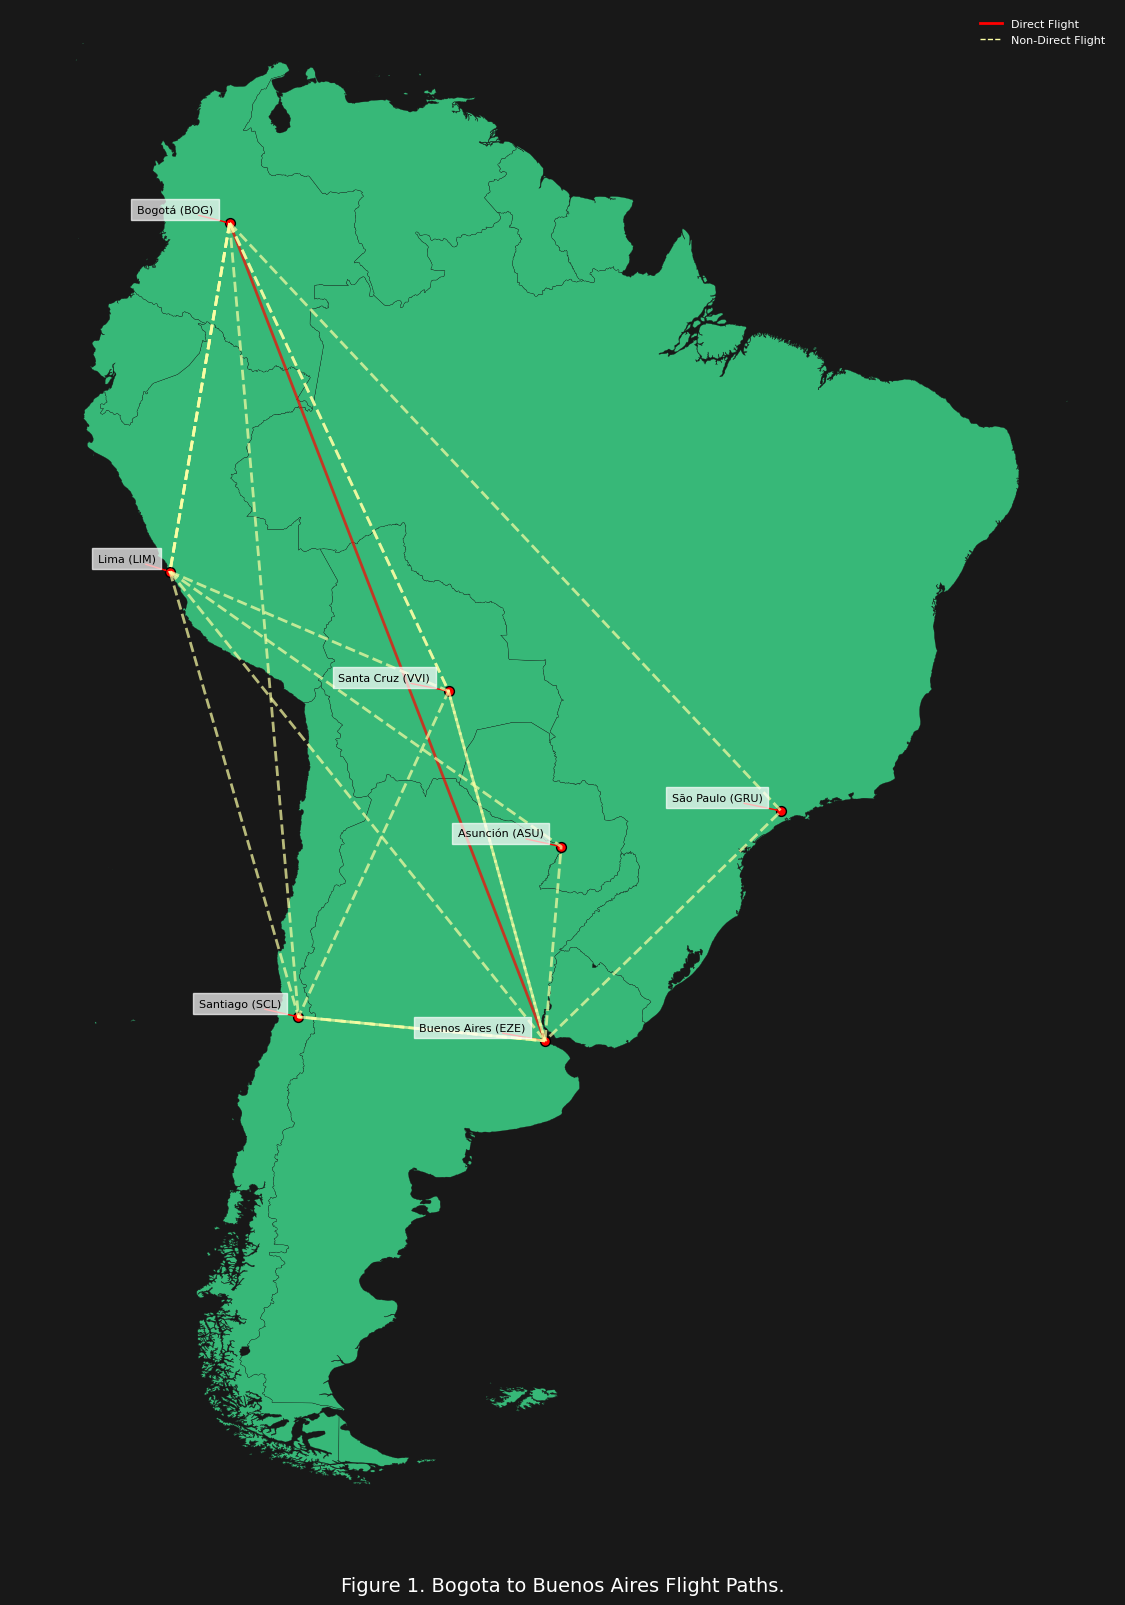 Direct Flight
Non-Direct Flight
Bogotá (BOG)
Lima (LIM)
Santa Cruz (VVI)
São Paulo (GRU)
Asunción (ASU)
Santiago (SCL)
Buenos Aires (EZE)
Figure 1. Bogota to Buenos Aires Flight Paths.